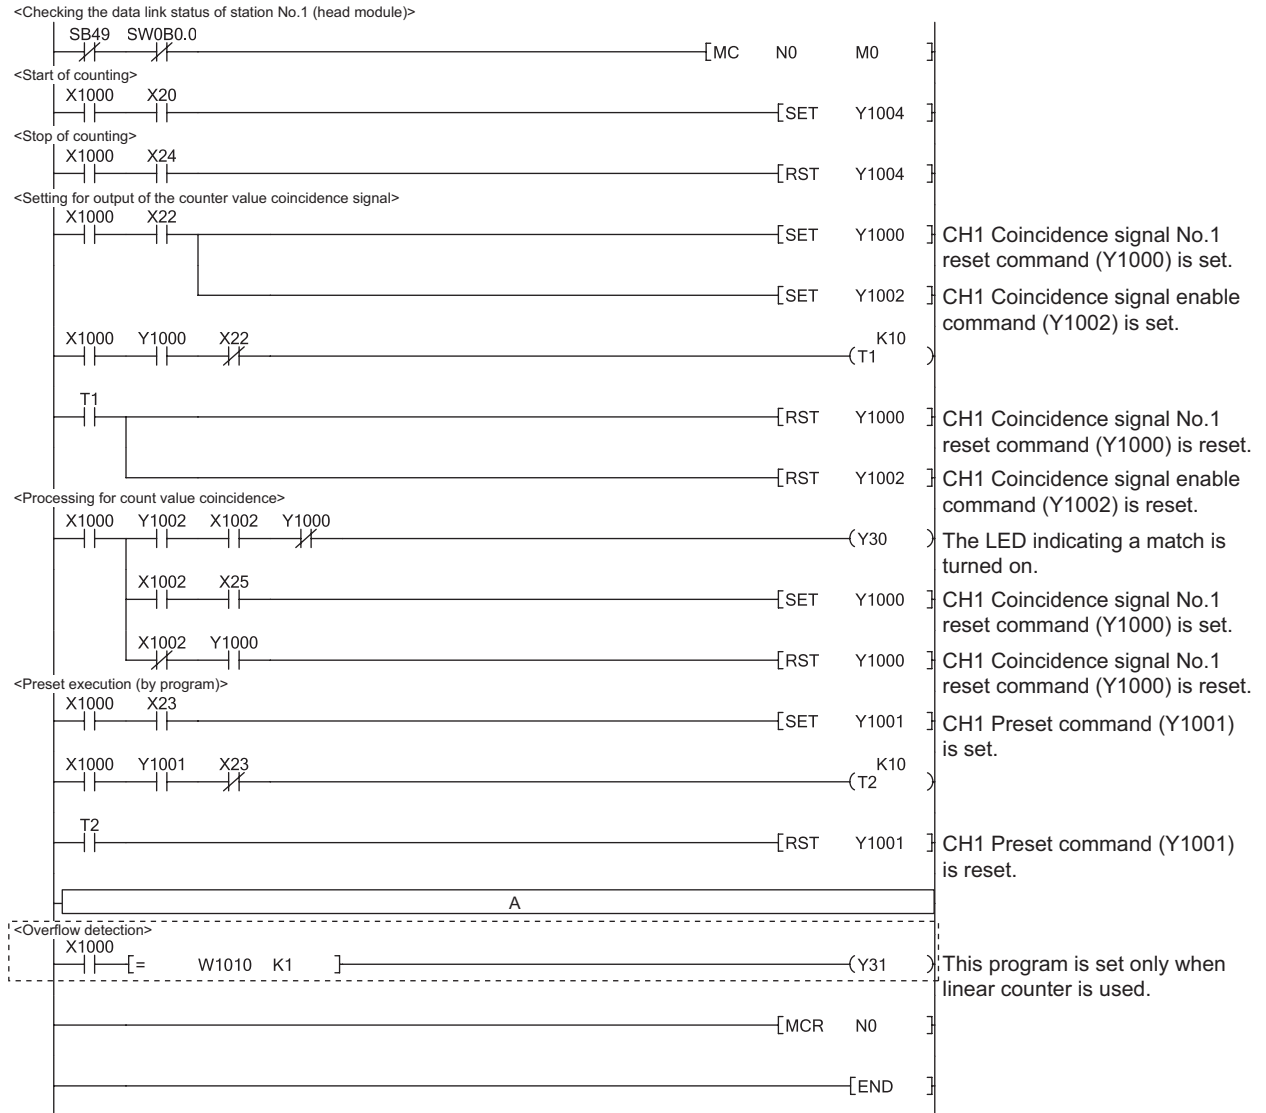 <Checking the data link status of station No.1 (head module)>
SB49 SW0B0.0
MC N0 M0
<Start of counting>
X1000 X20
SET Y1004
<Stop of counting>
X1000 X24
RST Y1004
<Setting for output of the counter value coincidence signal>
X1000 X22
SET Y1000
CH1 Coincidence signal No.1
reset command (Y1000) is set.
SET Y1002
CH1 Coincidence signal enable
command (Y1002) is set.
X1000 Y1000 X22
K10
T1
T1
RST Y1000
CH1 Coincidence signal No.1
reset command (Y1000) is reset.
RST Y1002
CH1 Coincidence signal enable
command (Y1002) is reset.
<Processing for count value coincidence>
X1000 Y1002 X1002 Y1000
Y30
The LED indicating a match is
turned on.
X1002 X25
SET Y1000
CH1 Coincidence signal No.1
reset command (Y1000) is set.
X1002 Y1000
RST Y1000
CH1 Coincidence signal No.1
reset command (Y1000) is reset.
<Preset execution (by program)>
X1000 X23
SET Y1001
CH1 Preset command (Y1001)
is set.
X1000 Y1001 X23
K10
T2
T2
RST Y1001
CH1 Preset command (Y1001)
is reset.
A
<Overflow detection>
X1000
= W1010 K1
Y31
This program is set only when
linear counter is used.
MCR N0
END